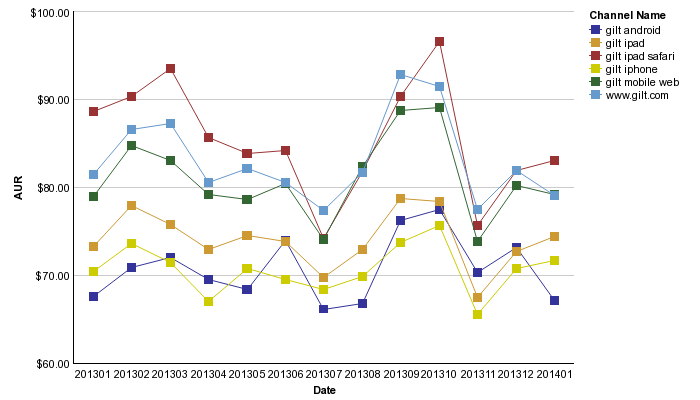 $100.00
$90.00
$80.00
$70.00
$60.00
AUR
201301 201302 201303 201304 201305 201306 201307 201308 201309 201310 201311 201312 201401
Date
Channel Name
gilt android
gilt ipad
gilt ipad safari
gilt iphone
gilt mobile web
www.gilt.com